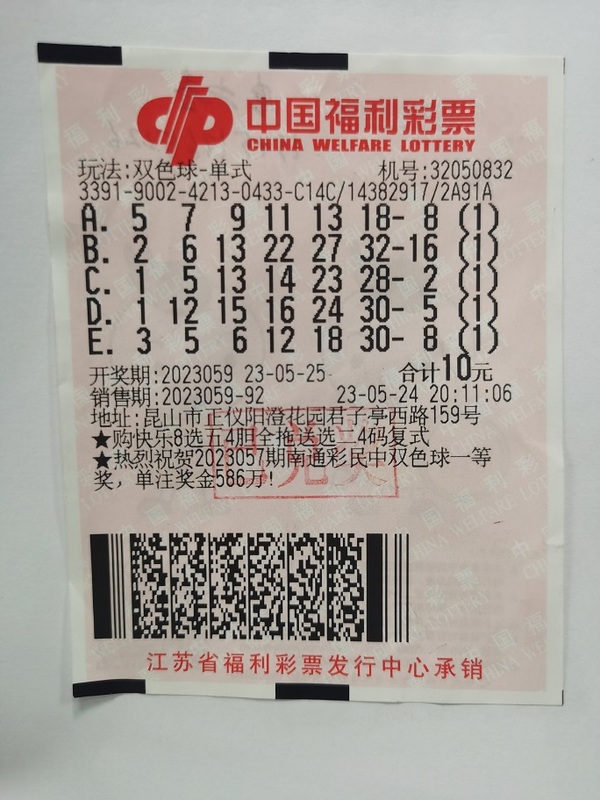 中国福利彩票
CHINA WELFARE LOTTERY
玩法:双色球-单式 机号:32050832
3391-9002-4213-0433-C14C/14382917/2A91A
A. 5 7 9 11 13 18- 8 (1)
B. 2 6 13 22 27 32-16 (1)
C. 1 5 13 14 23 28- 2 (1)
D. 1 12 15 16 24 30- 5 (1)
E. 3 5 6 12 18 30- 8 (1)
开奖期:2023059 23-05-25 合计10元
销售期:2023059-92 23-05-24 20:11:06
地址:昆山市正仪阳澄花园君子亭西路159号
★购快乐8选五4胆全拖送选二4码复式
★热烈祝贺2023057期南通彩民中双色球一等
奖，单注奖金586万!
已兑奖
江苏省福利彩票发行中心承销